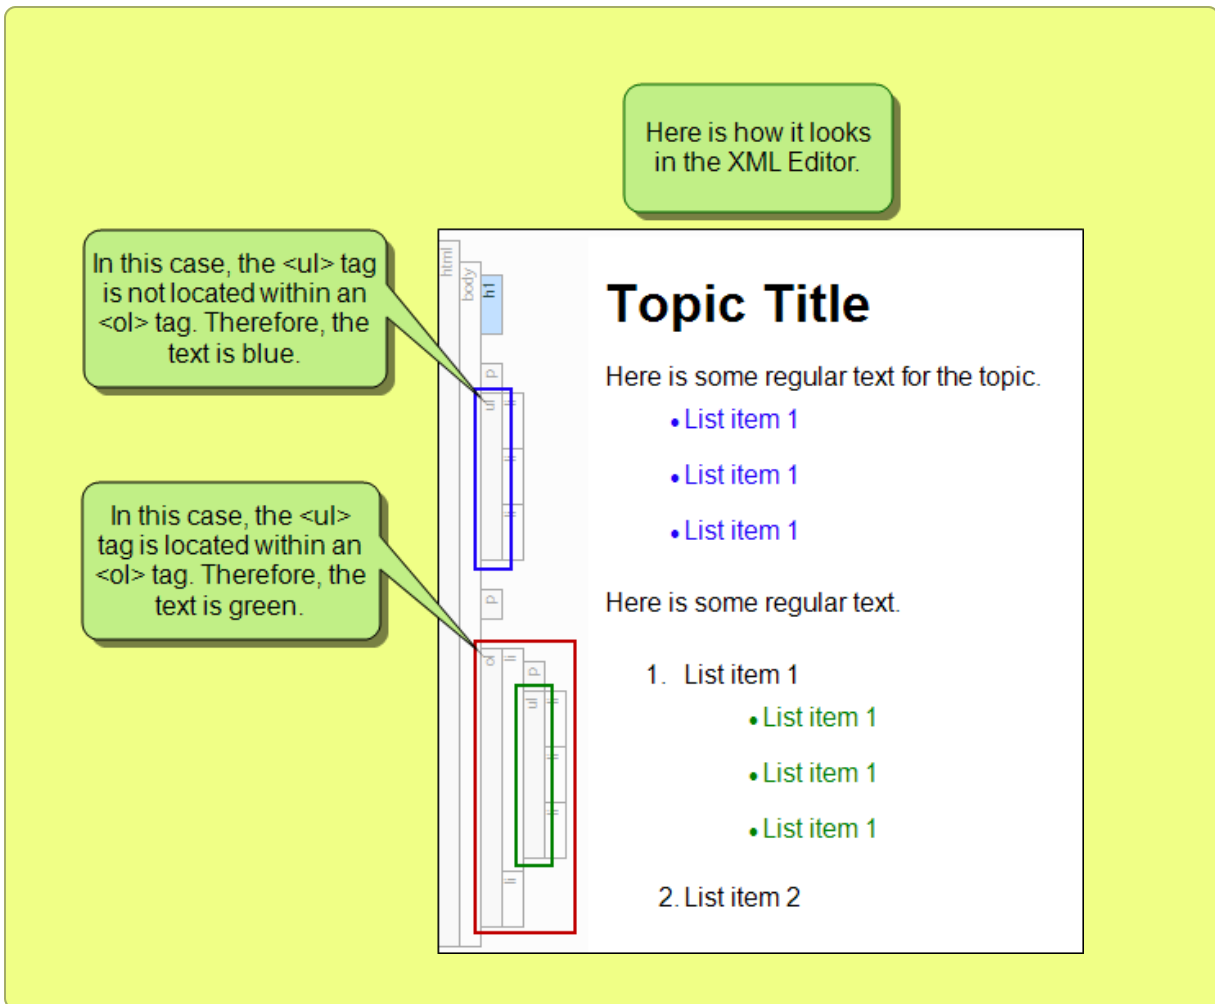 Here is how it looks
in the XML Editor.
In this case, the <ul> tag
is not located within an
<ol> tag. Therefore, the
text is blue.
In this case, the <ul>
tag is located within an
<ol> tag. Therefore, the
text is green.
html
body
h1
p
ul
li
li
li
p
ol
li
p
ul
li
li
li
li
Topic Title
Here is some regular text for the topic.
• List item 1
• List item 1
• List item 1
Here is some regular text.
1. List item 1
• List item 1
• List item 1
• List item 1
2. List item 2